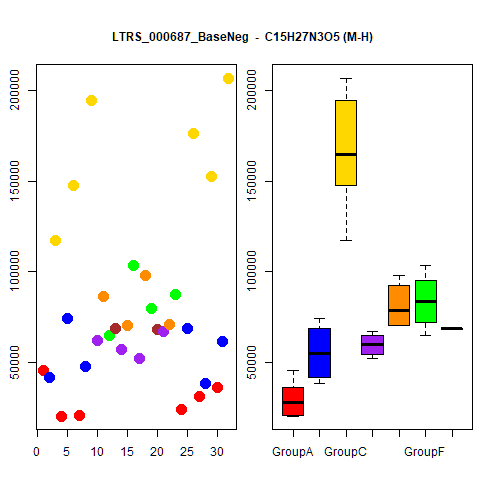 LTRS_000687_BaseNeg - C15H27N3O5 (M-H)
200000
150000
100000
50000
0 5 10 15 20 25 30
200000
150000
100000
50000
GroupA GroupC GroupF